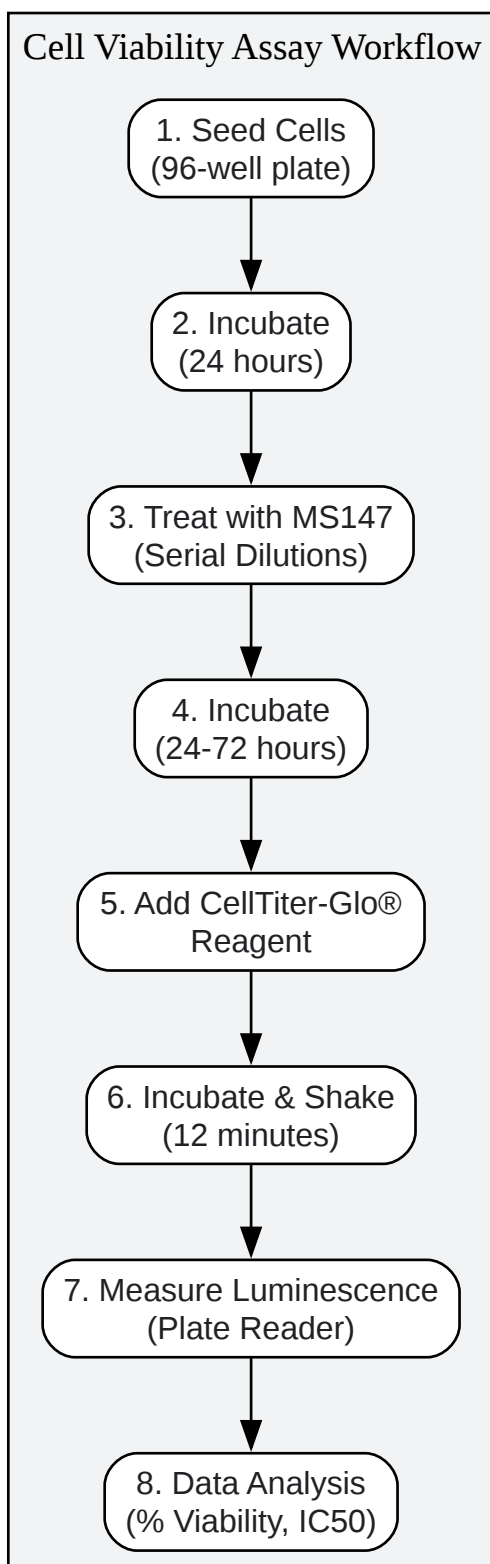 Cell Viability Assay Workflow
1. Seed Cells
(96-well plate)
2. Incubate
(24 hours)
3. Treat with MS147
(Serial Dilutions)
4. Incubate
(24-72 hours)
5. Add CellTiter-Glo®
Reagent
6. Incubate & Shake
(12 minutes)
7. Measure Luminescence
(Plate Reader)
8. Data Analysis
(% Viability, IC50)